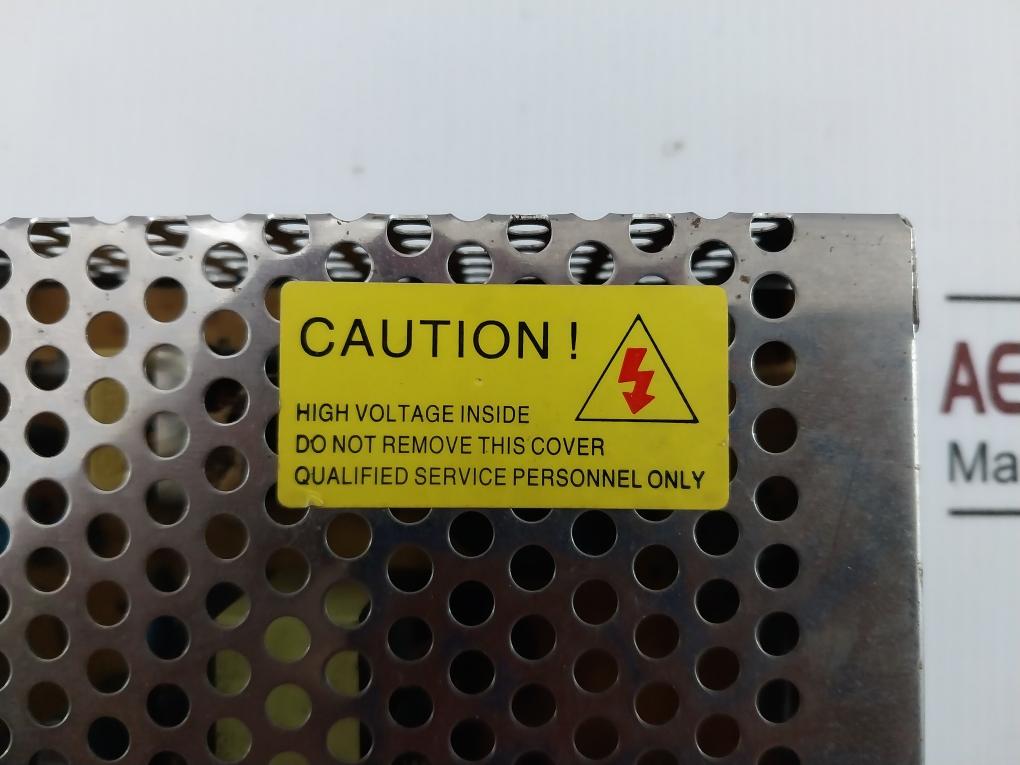 CAUTION !
HIGH VOLTAGE INSIDE
DO NOT REMOVE THIS COVER
QUALIFIED SERVICE PERSONNEL ONLY